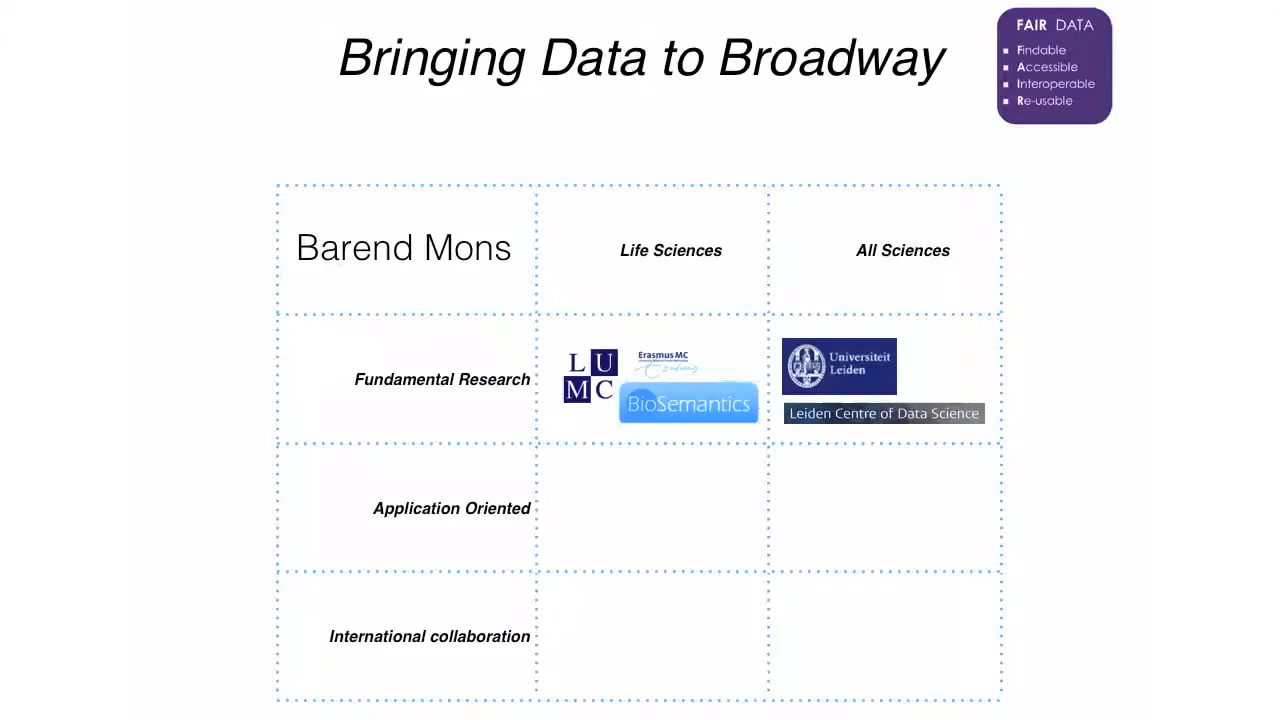 Bringing Data to Broadway
FAIR DATA
Findable
Accessible
Interoperable
Re-usable
Barend Mons
Life Sciences
All Sciences
Fundamental Research
L U
M C
Erasmus MC
BioSemantics
Universiteit
Leiden
Leiden Centre of Data Science
Application Oriented
International collaboration